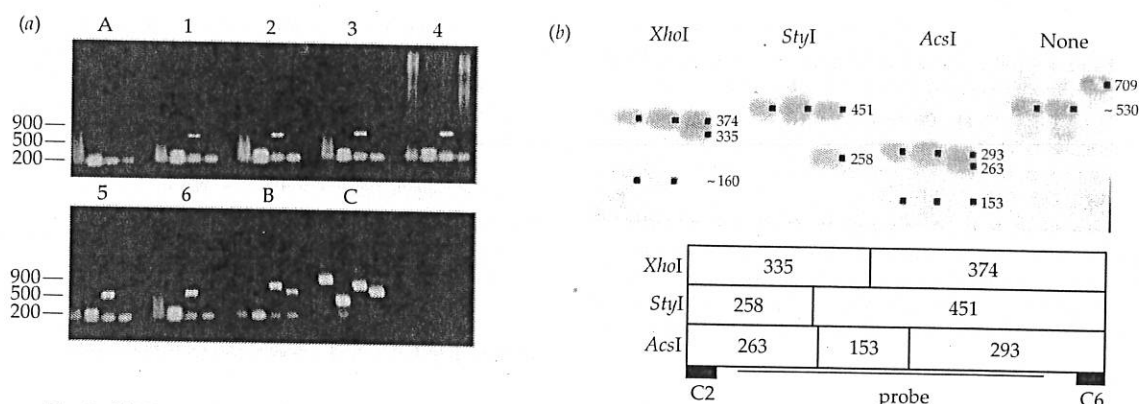 (a)
A 1 2 3 4
900
500
200
5 6 B C
900
500
200
(b)
XhoI StyI AcsI None
709
451 ~530
374
335
258 293
263
~160 153
XhoI 335 374
StyI 258 451
AcsI 263 153 293
C2 probe C6